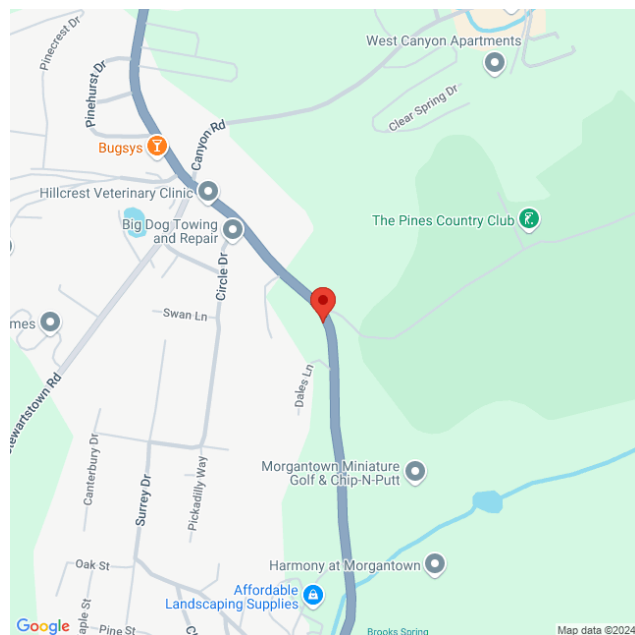 Pinecrest Dr
West Canyon Apartments
Pinehurst Dr
Clear Spring Dr
Bugsys
Canyon Rd
Hillcrest Veterinary Clinic
The Pines Country Club
Big Dog Towing
and Repair
Circle Dr
Swan Ln
mes
Stewartstown Rd
Dales Ln
Canterbury Dr
Pickadilly Way
Morgantown Miniature
Golf & Chip-N-Putt
Surrey Dr
Oak St
Harmony at Morgantown
Affordable
Landscaping Supplies
aple St
Pine St
Google
Brooks Spring
Map data ©2024